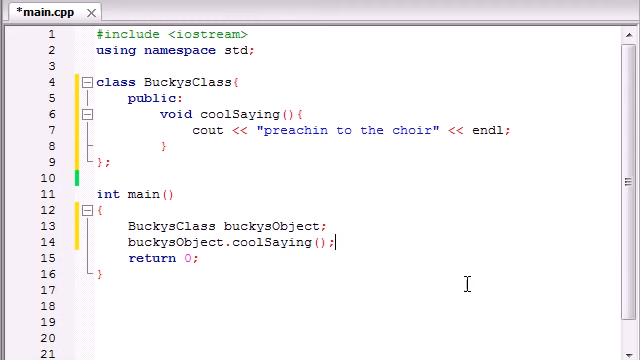 *main.cpp
1 #include <iostream>
2 using namespace std;
3
4 class BuckysClass{
5 public:
6 void coolSaying(){
7 cout << "preachin to the choir" << endl;
8 }
9 };
10
11 int main()
12 {
13 BuckysClass buckysObject;
14 buckysObject.coolSaying();
15 return 0;
16 }
17
18
19
20
21